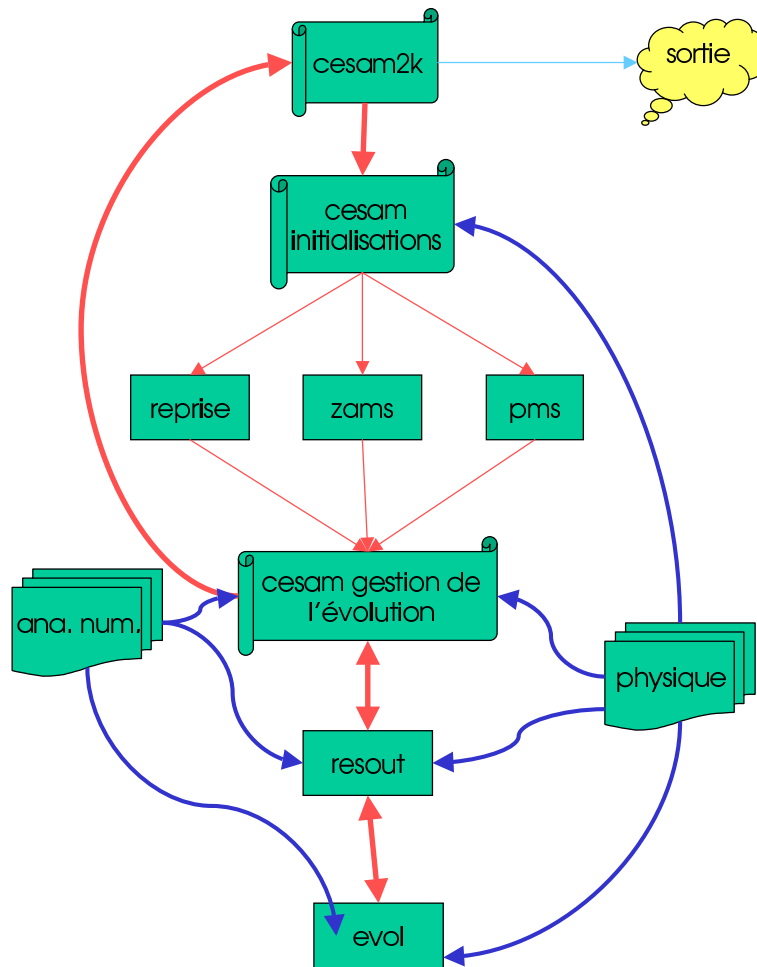 cesam2k
sortie
cesam
initialisations
reprise
zams
pms
cesam gestion de
l'évolution
ana. num.
physique
resout
evol